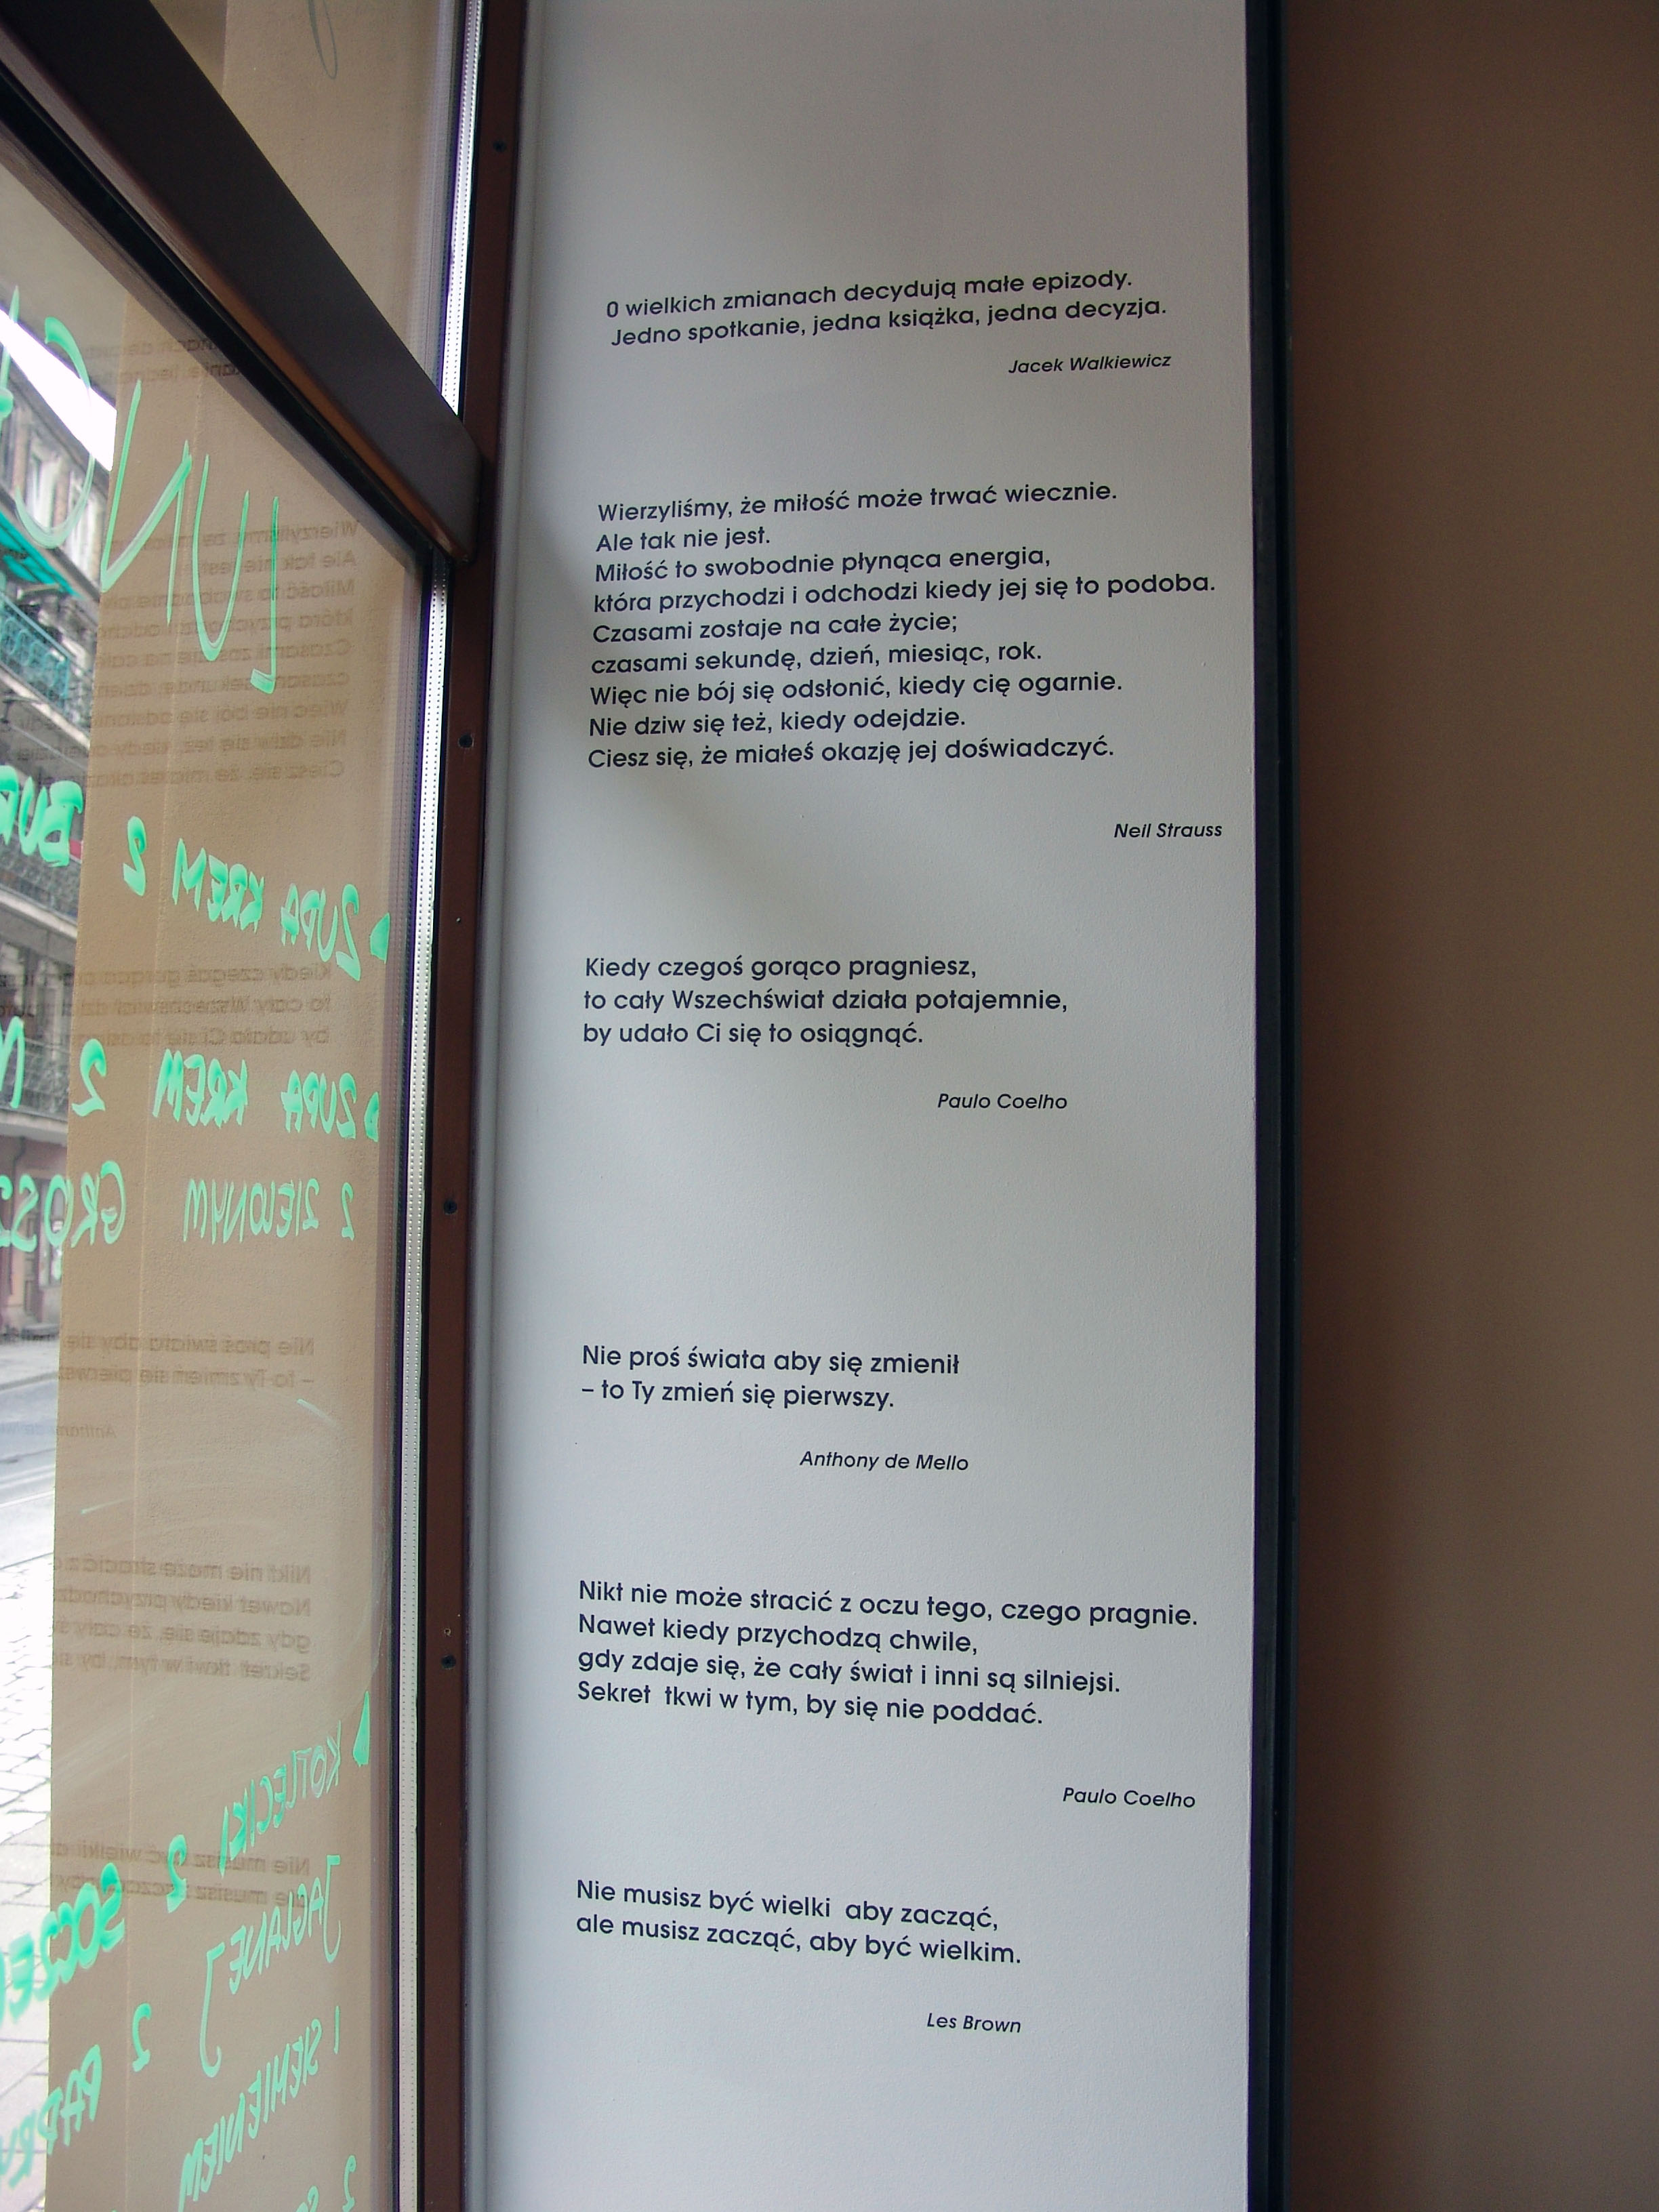 O wielkich zmianach decydują małe epizody.
Jedno spotkanie, jedna książka, jedna decyzja.
Jacek Walkiewicz
Wierzyliśmy, że miłość może trwać wiecznie.
Ale tak nie jest.
Miłość to swobodnie płynąca energia,
która przychodzi i odchodzi kiedy jej się to podoba.
Czasami zostaje na całe życie;
czasami sekundę, dzień, miesiąc, rok.
Więc nie bój się odsłonić, kiedy cię ogarnie.
Nie dziw się też, kiedy odejdzie.
Ciesz się, że miałeś okazję jej doświadczyć.
Neil Strauss
Kiedy czegoś gorąco pragniesz,
to cały Wszechświat działa potajemnie,
by udało Ci się to osiągnąć.
Paulo Coelho
Nie proś świata aby się zmienił
– to Ty zmień się pierwszy.
Anthony de Mello
Nikt nie może stracić z oczu tego, czego pragnie.
Nawet kiedy przychodzą chwile,
gdy zdaje się, że cały świat i inni są silniejsi.
Sekret tkwi w tym, by się nie poddać.
Paulo Coelho
Nie musisz być wielki aby zacząć,
ale musisz zacząć, aby być wielkim.
Les Brown
LUNC
ZUPA KREM Z
ZUPA KREM Z
Z ZIELONYM
KOTLECIKI Z
JAGLANEJ
I SIEMIENIEM